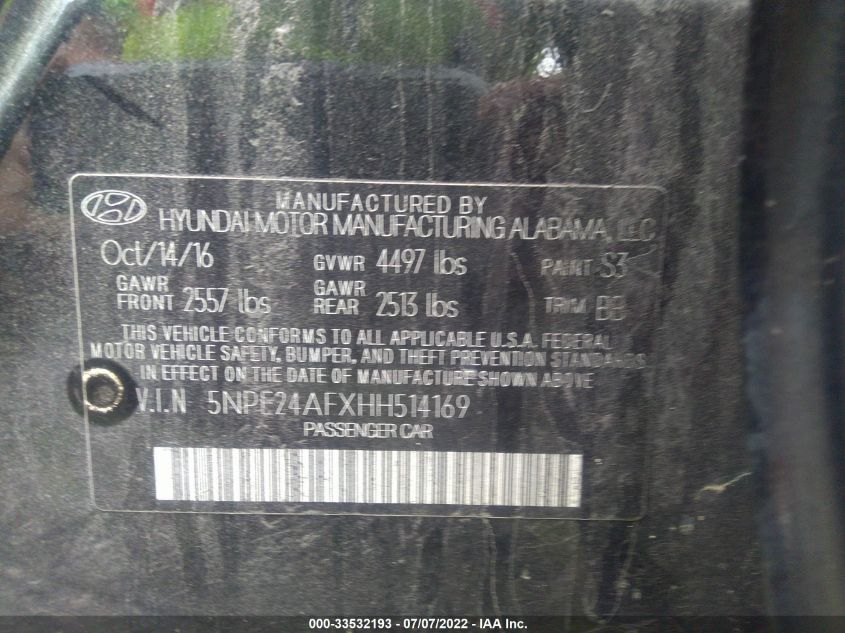 MANUFACTURED BY
HYUNDAI MOTOR MANUFACTURING ALABAMA, LLC
Oct/14/16 GVWR 4497 lbs PAINT S3
GAWR FRONT 2557 lbs GAWR REAR 2513 lbs TRIM BB
THIS VEHICLE CONFORMS TO ALL APPLICABLE U.S.A. FEDERAL
MOTOR VEHICLE SAFETY, BUMPER, AND THEFT PREVENTION STANDARDS
IN EFFECT ON THE DATE OF MANUFACTURE SHOWN ABOVE
V.I.N 5NPE24AFXHH514169
PASSENGER CAR
000-33532193 - 07/07/2022 - IAA Inc.